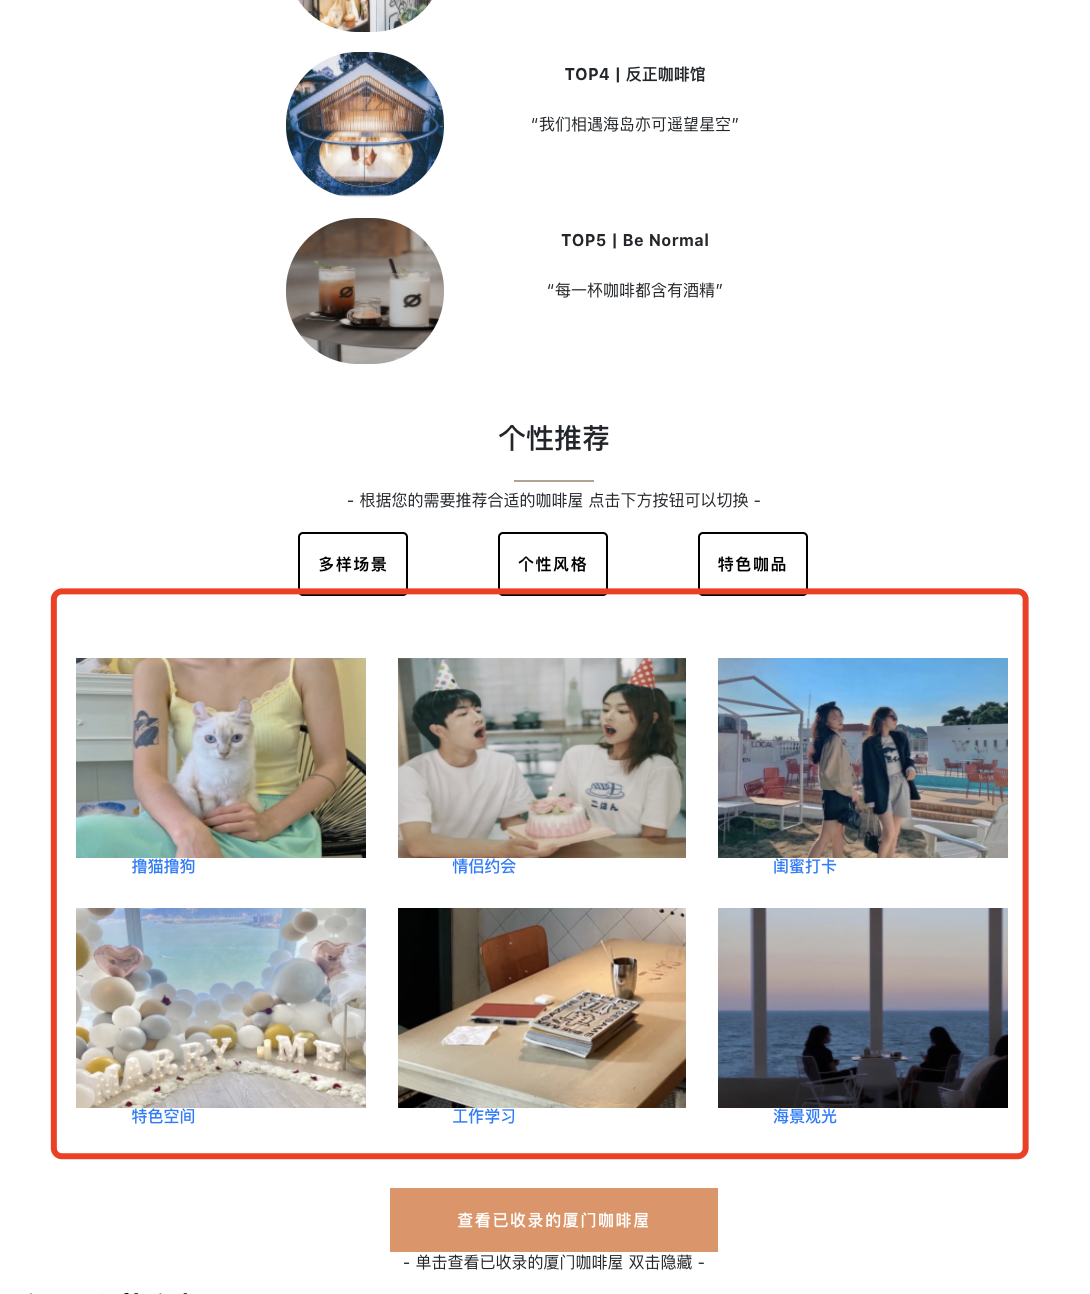 TOP4 | 反正咖啡馆
“我们相遇海岛亦可遥望星空”
TOP5 | Be Normal
“每一杯咖啡都含有酒精”
个性推荐
- 根据您的需要推荐合适的咖啡屋 点击下方按钮可以切换 -
多样场景
个性风格
特色咖品
LOCAL
ごはん
撸猫撸狗
情侣约会
闺蜜打卡
MARRY ME
特色空间
工作学习
海景观光
查看已收录的厦门咖啡屋
- 单击查看已收录的厦门咖啡屋 双击隐藏 -